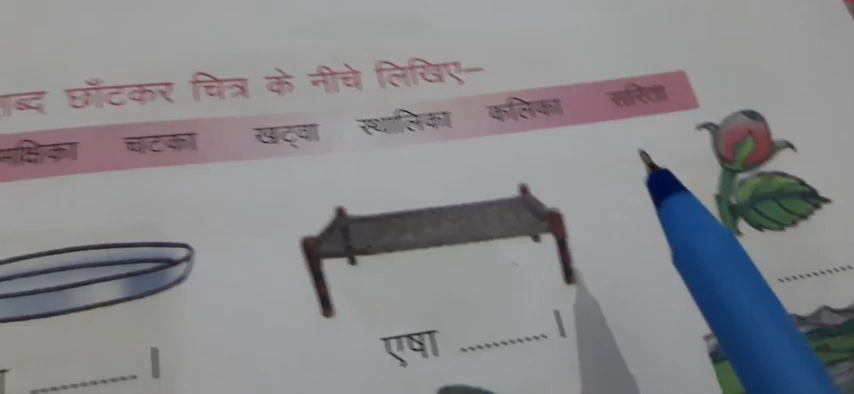 छाँटकर चित्र के नीचे लिखिए–
चटका खट्वा स्थालिका कलिका सरिता
एषा ............ ।
............ ।
............